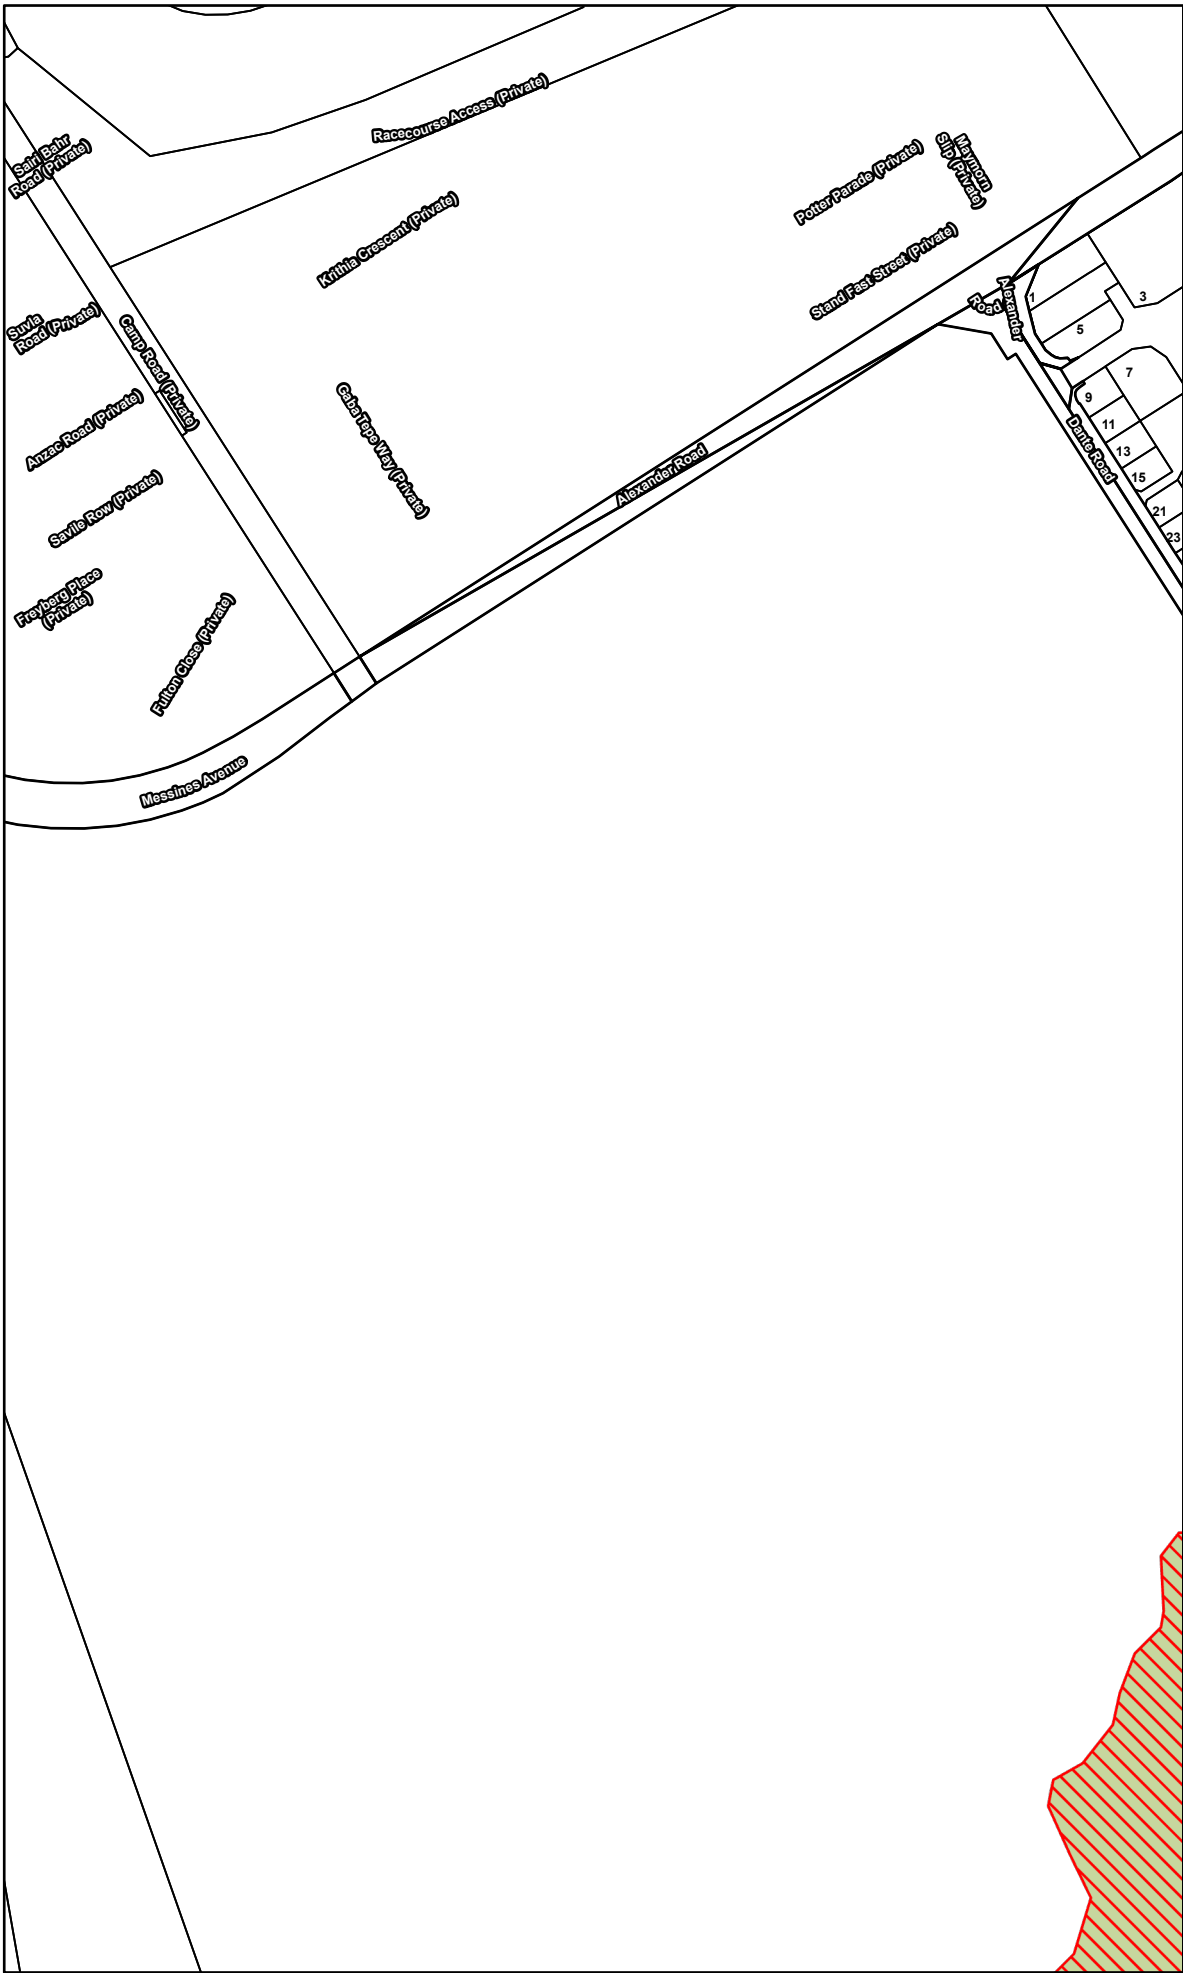 Racecourse Access (Private)
Salri Bahr
Road (Private)
Maymorn
Slip (Private)
Potter Parade (Private)
Krithia Crescent (Private)
Stand Fast Street (Private)
Suvla
Road (Private)
Camp Road (Private)
Alexander
Road
1
3
5
7
9
11
13
15
21
23
Dante Road
Anzac Road (Private)
Gaba Tepe Way (Private)
Alexander Road
Savile Row (Private)
Freyberg Place
(Private)
Fulton Close (Private)
Messines Avenue